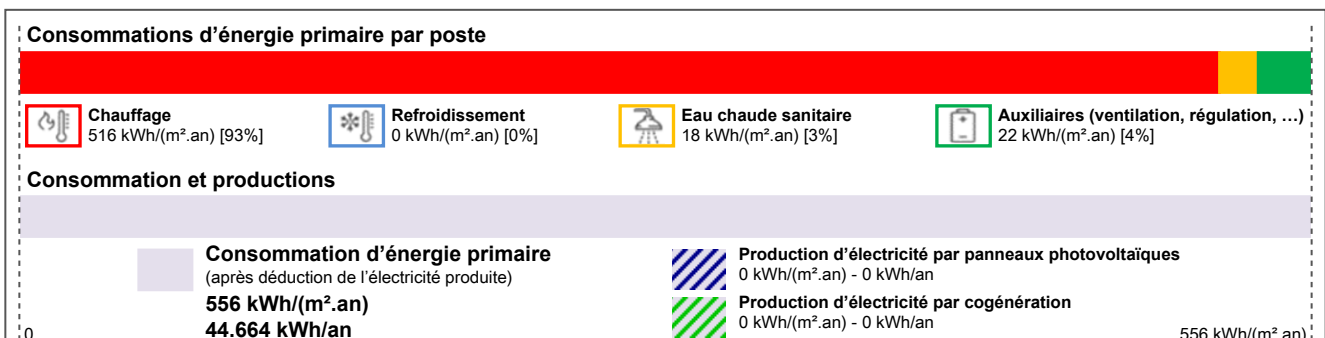 Consommations d’énergie primaire par poste
Chauffage
516 kWh/(m².an) [93%]
Refroidissement
0 kWh/(m².an) [0%]
Eau chaude sanitaire
18 kWh/(m².an) [3%]
Auxiliaires (ventilation, régulation, …)
22 kWh/(m².an) [4%]
Consommation et productions
Consommation d’énergie primaire
(après déduction de l’électricité produite)
556 kWh/(m².an)
44.664 kWh/an
Production d’électricité par panneaux photovoltaïques
0 kWh/(m².an) - 0 kWh/an
Production d’électricité par cogénération
0 kWh/(m².an) - 0 kWh/an
0
556 kWh/(m².an)